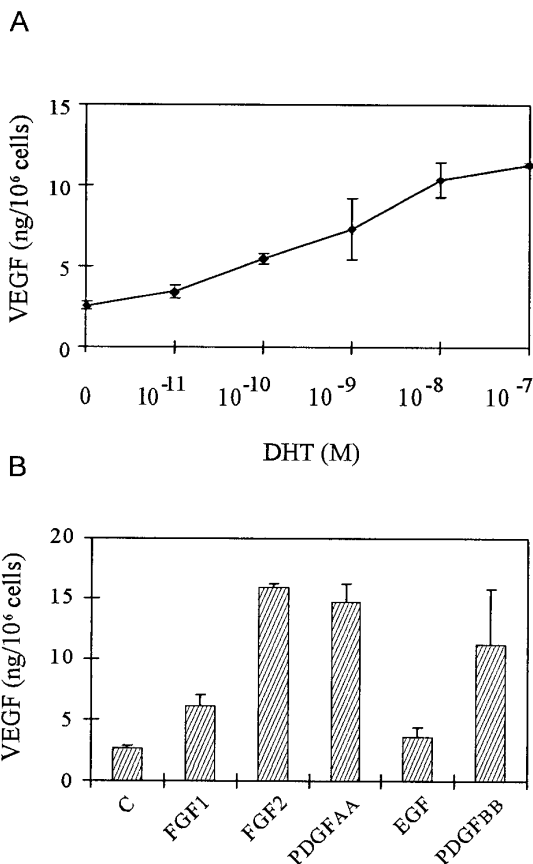 A
VEGF (ng/10⁶ cells)
15
10
5
0
0 10⁻¹¹ 10⁻¹⁰ 10⁻⁹ 10⁻⁸ 10⁻⁷
DHT (M)
B
VEGF (ng/10⁶ cells)
20
15
10
5
0
C FGF1 FGF2 PDGFAA EGF PDGFBB